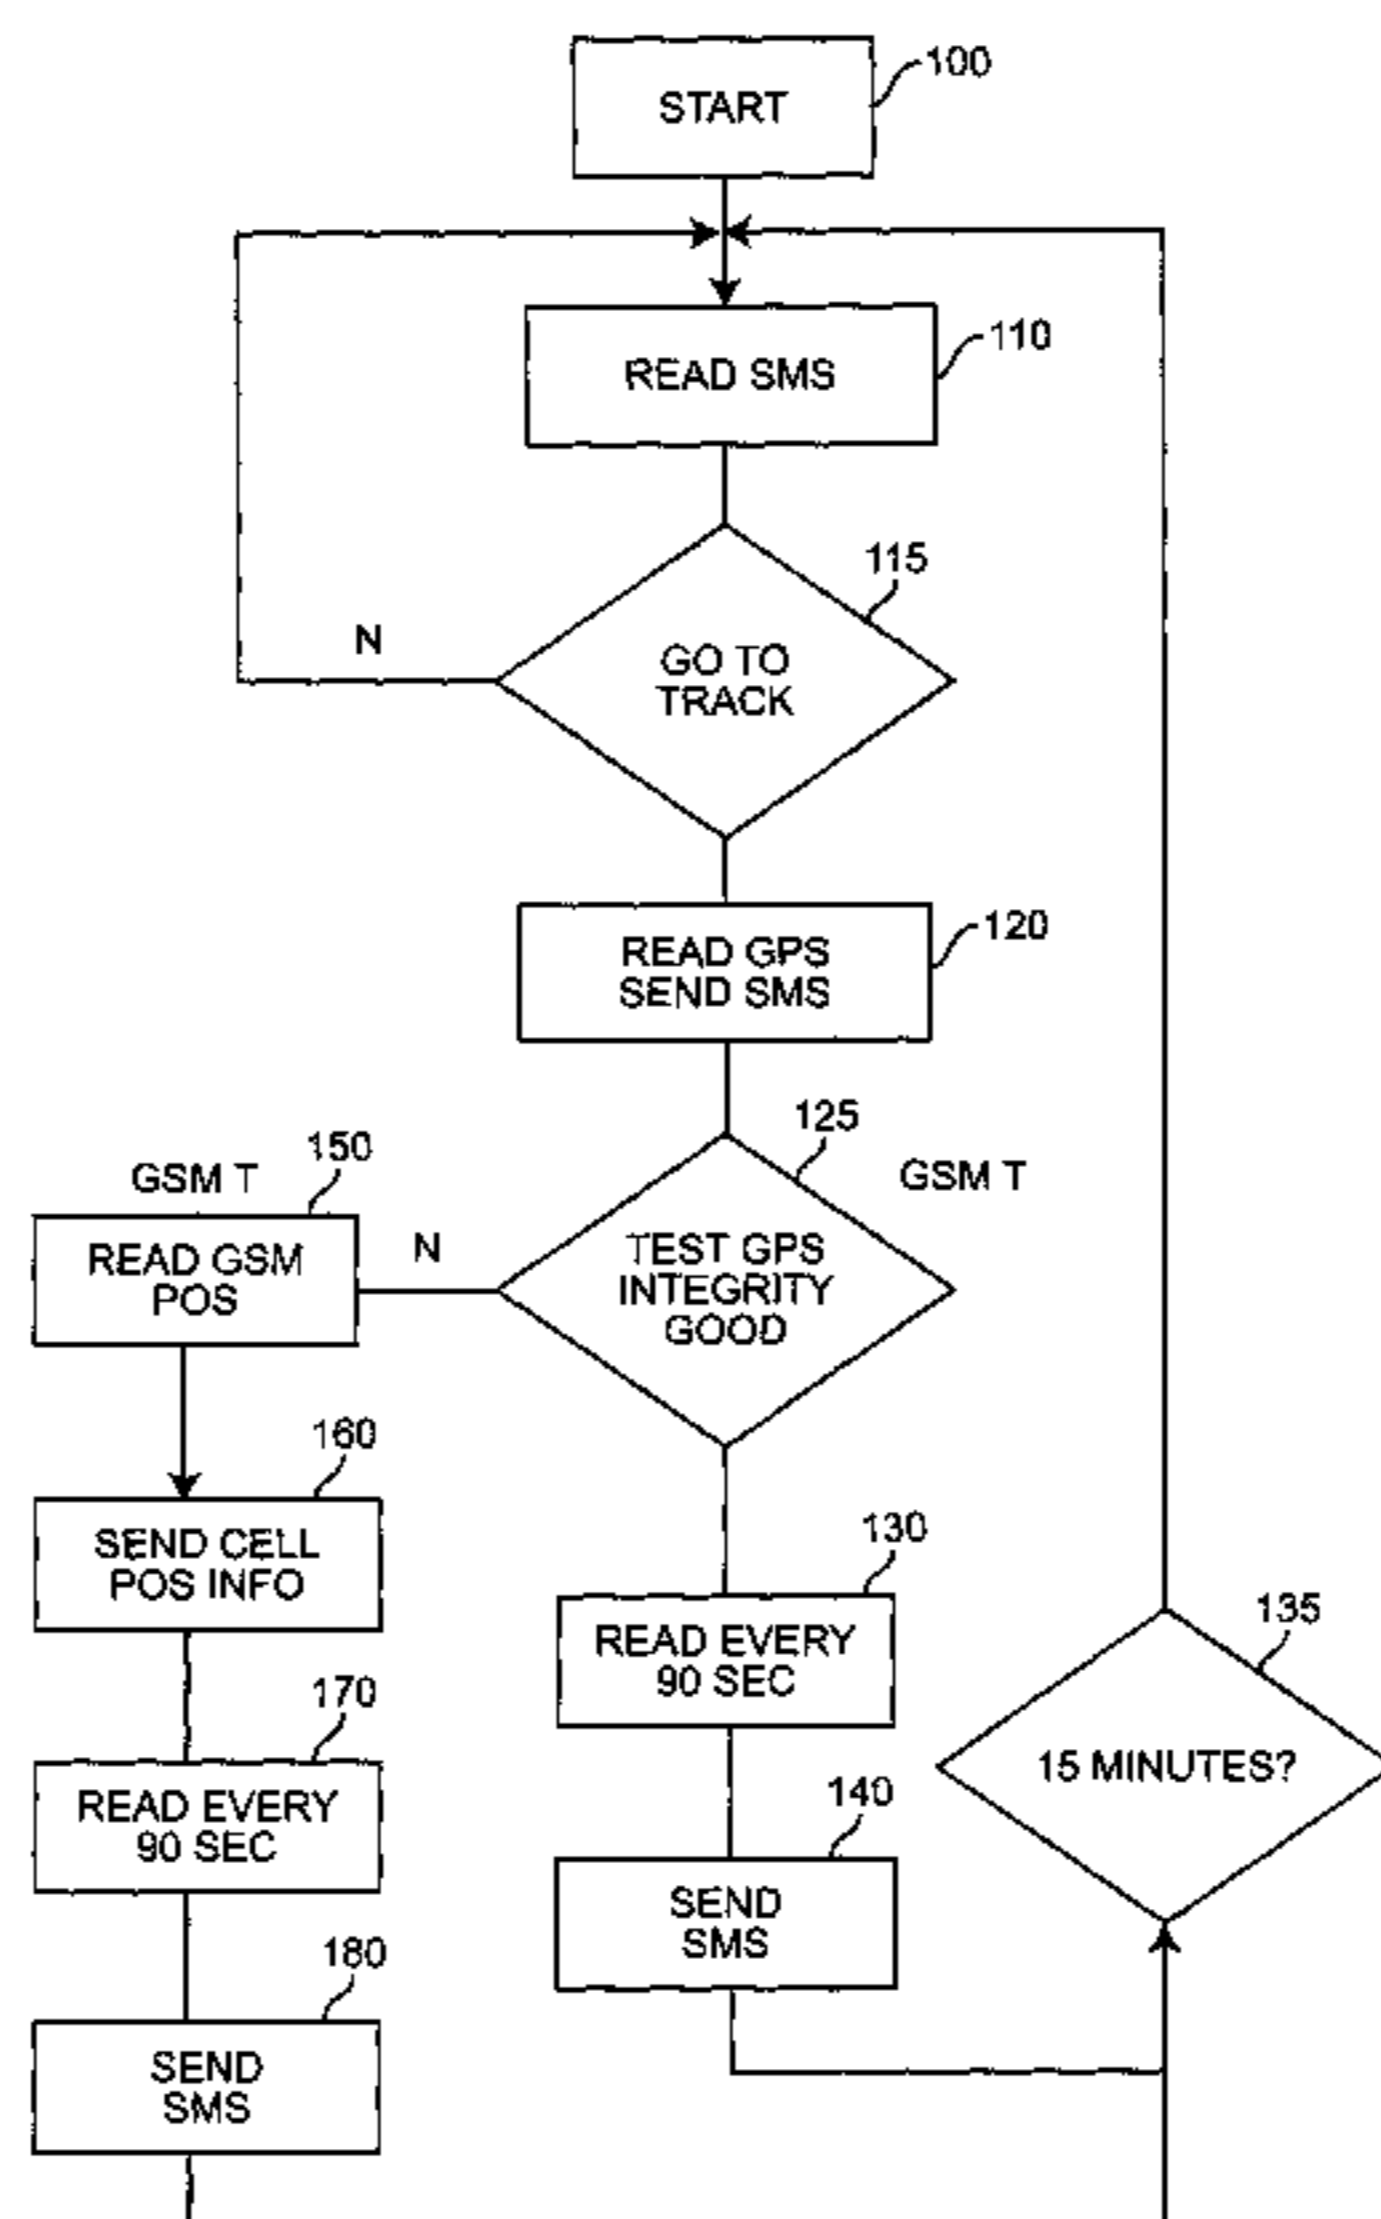 START
100
READ SMS
110
115
N
GO TO
TRACK
READ GPS
SEND SMS
120
125
GSM T
150
GSM T
READ GSM
POS
N
TEST GPS
INTEGRITY
GOOD
160
SEND CELL
POS INFO
130
READ EVERY
90 SEC
135
15 MINUTES?
170
READ EVERY
90 SEC
140
SEND
SMS
180
SEND
SMS